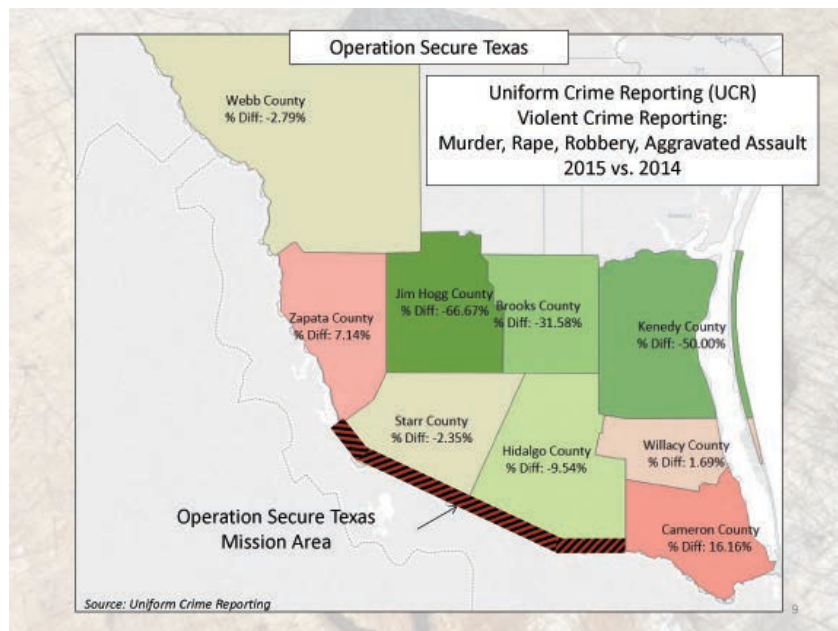 Operation Secure Texas
Uniform Crime Reporting (UCR)
Violent Crime Reporting:
Murder, Rape, Robbery, Aggravated Assault
2015 vs. 2014
Webb County
% Diff: -2.79%
Zapata County
% Diff: 7.14%
Jim Hogg County
% Diff: -66.67%
Brooks County
% Diff: -31.58%
Kenedy County
% Diff: -50.00%
Starr County
% Diff: -2.35%
Hidalgo County
% Diff: -9.54%
Willacy County
% Diff: 1.69%
Cameron County
% Diff: 16.16%
Operation Secure Texas
Mission Area
Source: Uniform Crime Reporting
9